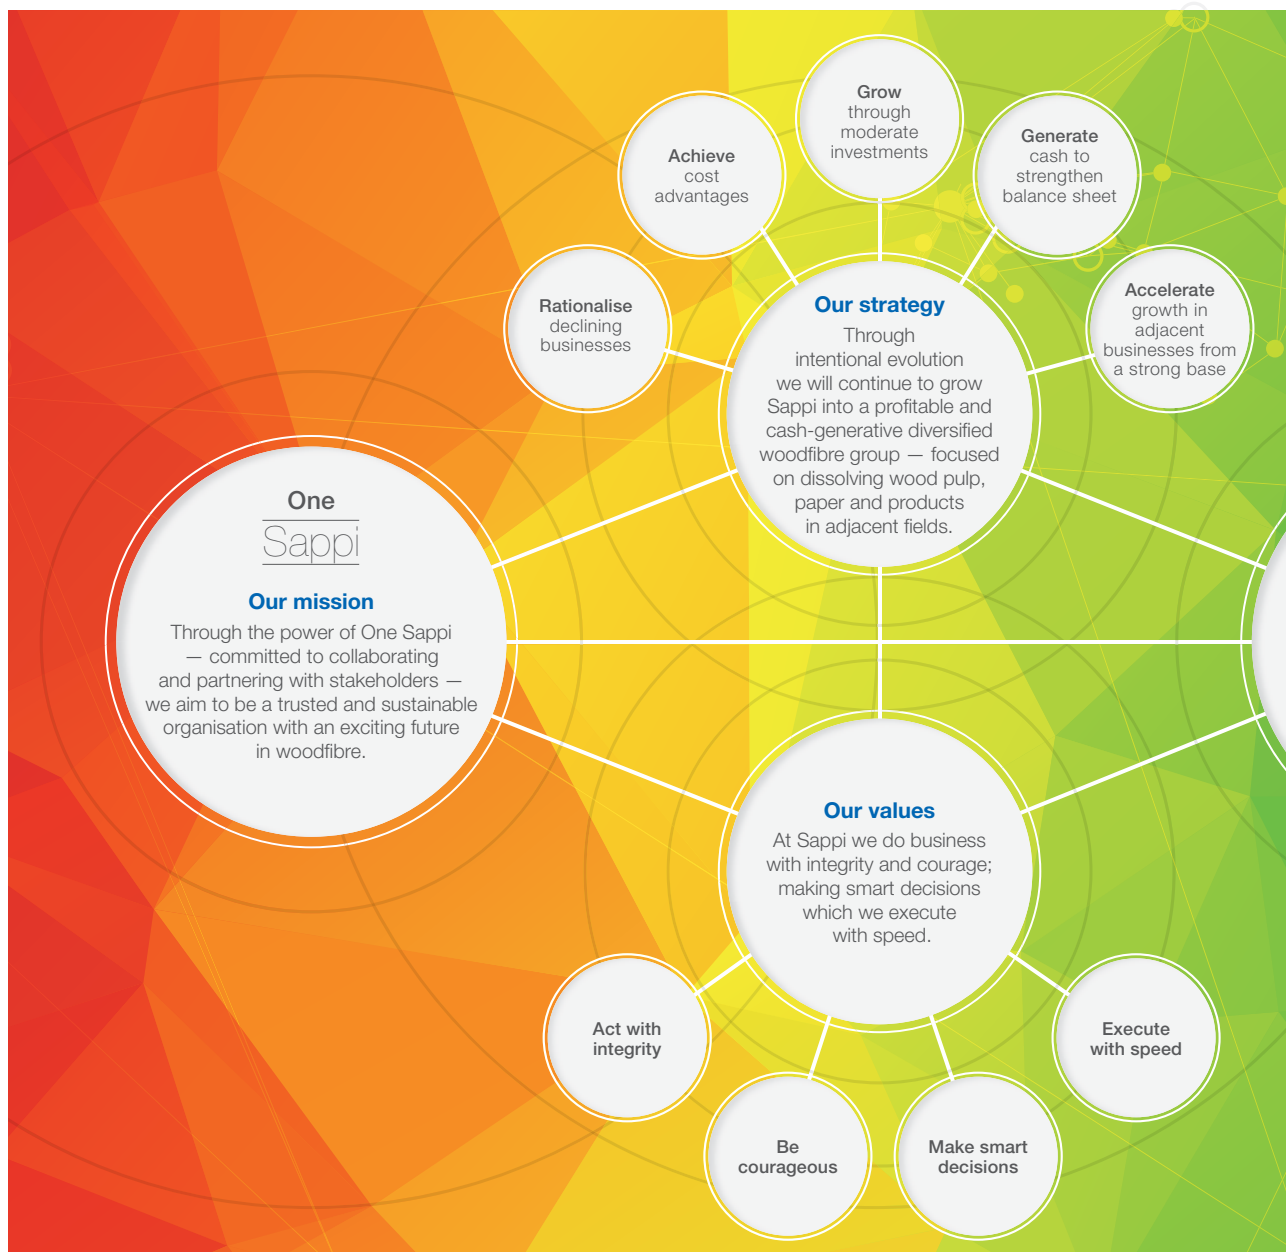 Grow
through
moderate
investments
Generate
cash to
strengthen
balance sheet
Achieve
cost
advantages
Accelerate
growth in
adjacent
businesses from
a strong base
Rationalise
declining
businesses
Our strategy
Through
intentional evolution
we will continue to grow
Sappi into a profitable and
cash-generative diversified
woodfibre group — focused
on dissolving wood pulp,
paper and products
in adjacent fields.
One
Sappi
Our mission
Through the power of One Sappi
— committed to collaborating
and partnering with stakeholders —
we aim to be a trusted and sustainable
organisation with an exciting future
in woodfibre.
Our values
At Sappi we do business
with integrity and courage;
making smart decisions
which we execute
with speed.
Act with
integrity
Be
courageous
Make smart
decisions
Execute
with speed